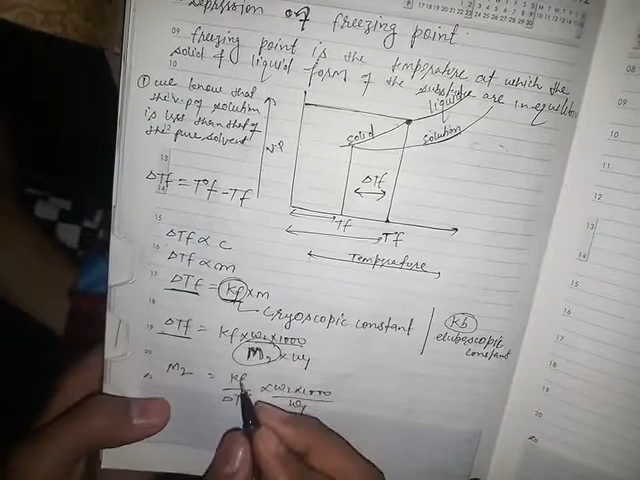 Depression of freezing point.
freezing point is the temperature at which the
solid of liquid form of the substance are in equilibrium
① we know that
the v.p of solution
is less than that of
the pure solvent
V.P
liquid
solid
solution
ΔTf
Tf
T°f
Temperature
ΔTf = T°f - Tf
ΔTf ∝ c
ΔTf ∝ m
ΔTf = Kf x m
Cryoscopic constant
Kb
ebulioscopic
constant
ΔTf = Kf x w2 x 1000
M2 x w1
M2 = Kf x w2 x 1000
ΔTf w1